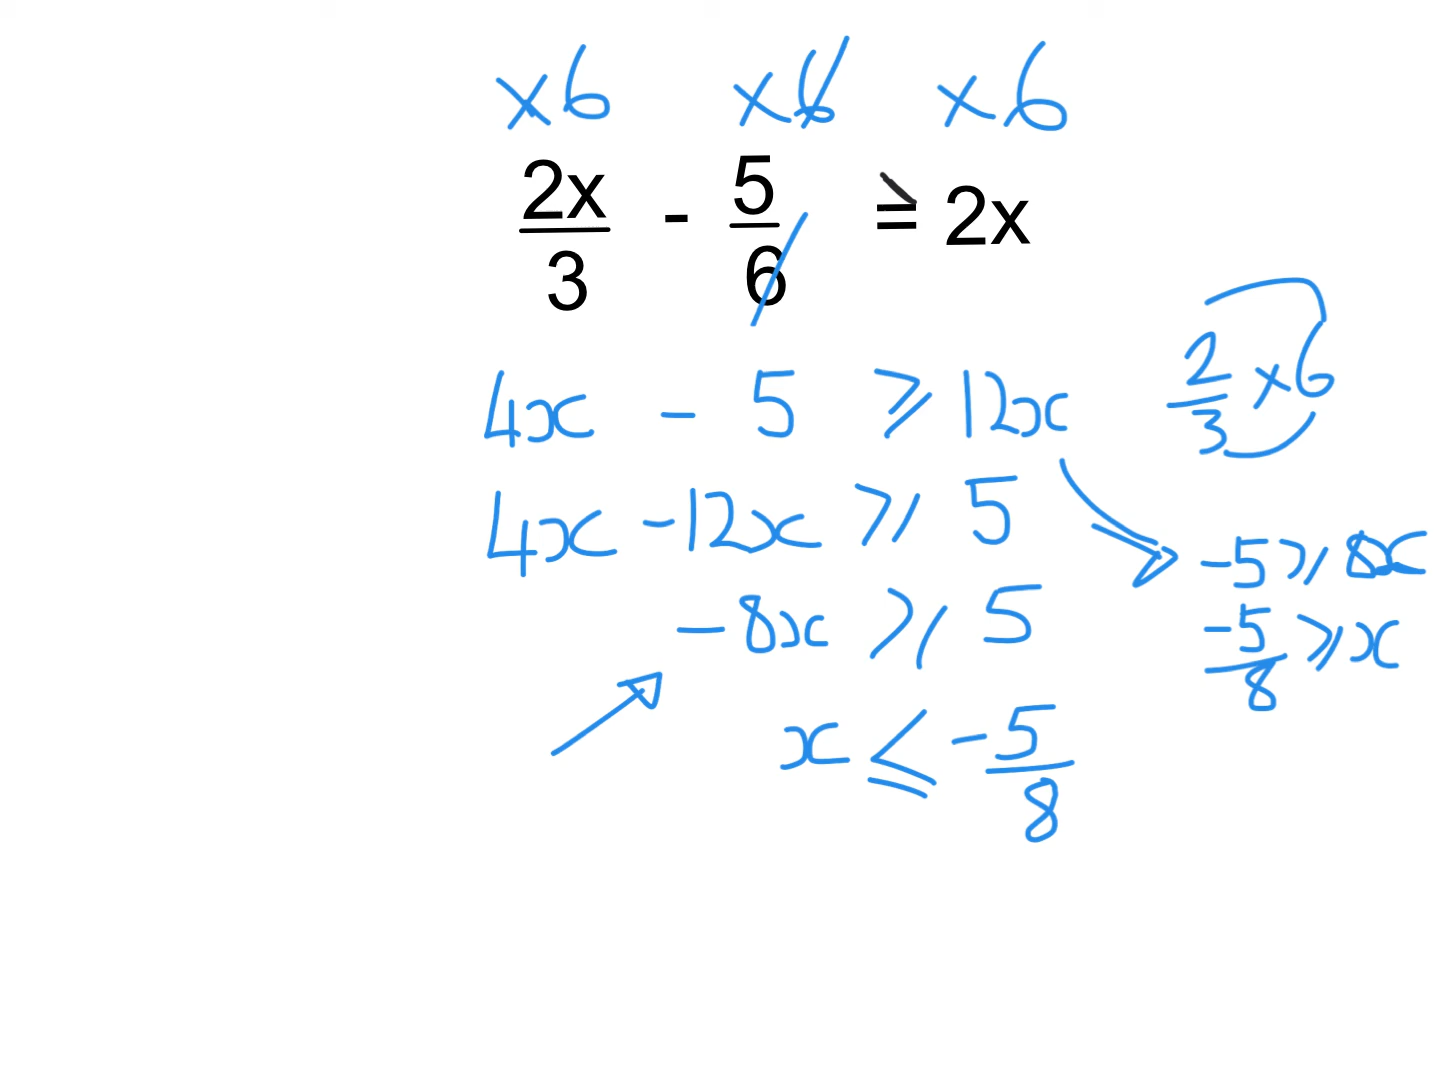 ×6 ×6 ×6
2x/3 - 5/6 ≥ 2x
4x - 5 ≥ 12x
2/3 ×6
4x - 12x ≥ 5
-5 ≥ 8x
-8x ≥ 5
-5/8 ≥ x
x ≤ -5/8